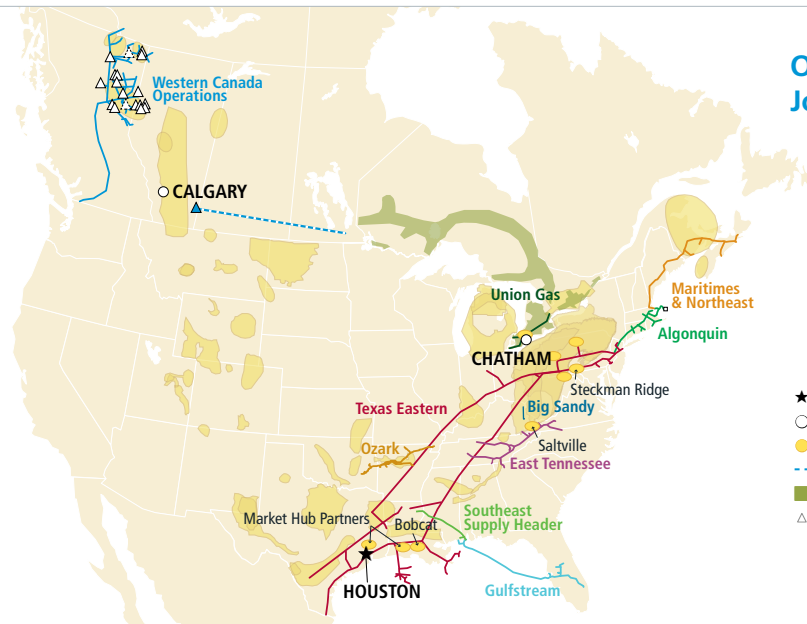 O
Jo
Western Canada
Operations
CALGARY
Union Gas
Maritimes
& Northeast
Algonquin
CHATHAM
Steckman Ridge
Texas Eastern
Big Sandy
Saltville
Ozark
East Tennessee
Market Hub Partners
Bobcat
Southeast
Supply Header
HOUSTON
Gulfstream